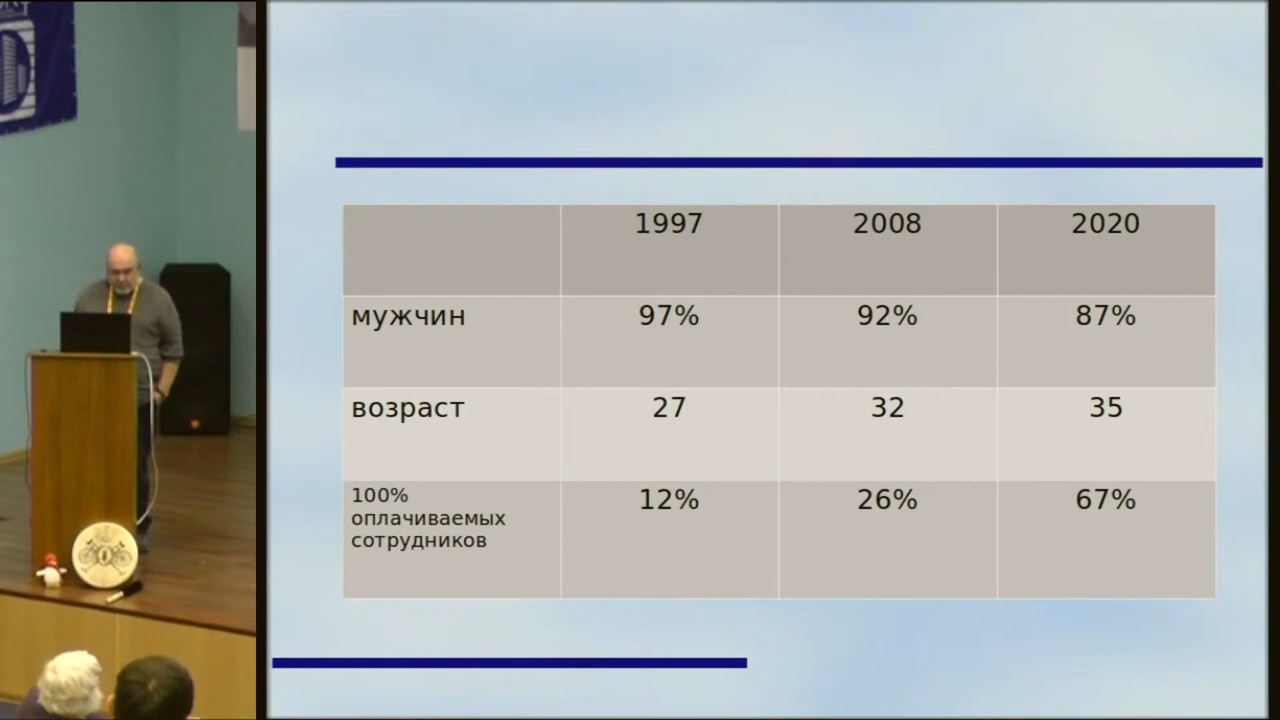 1997 2008 2020
мужчин 97% 92% 87%
возраст 27 32 35
100% 12% 26% 67%
оплачиваемых
сотрудников